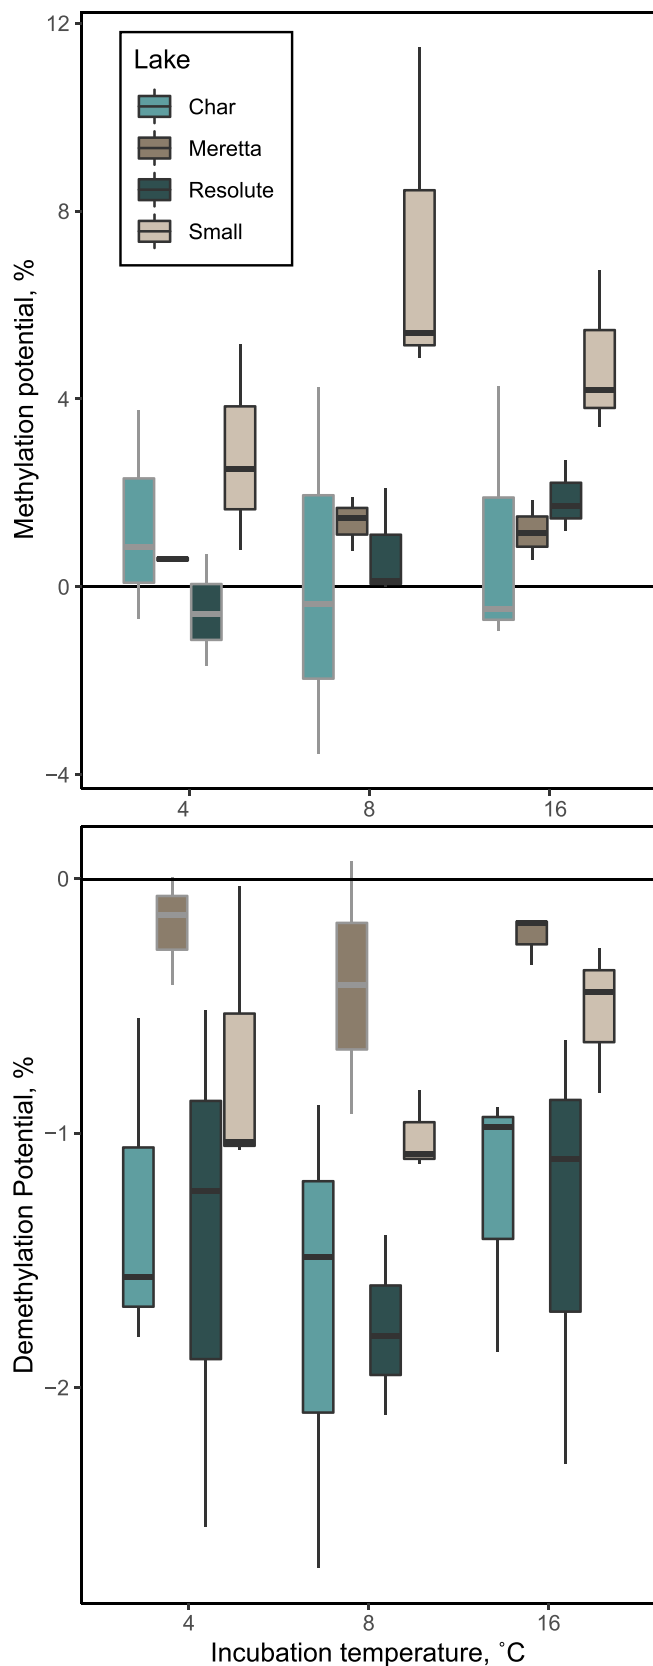 12
8
4
0
−4
Methylation potential, %
Lake
Char
Meretta
Resolute
Small
4
8
16
0
−1
−2
Demethylation Potential, %
4
8
16
Incubation temperature, ˚C